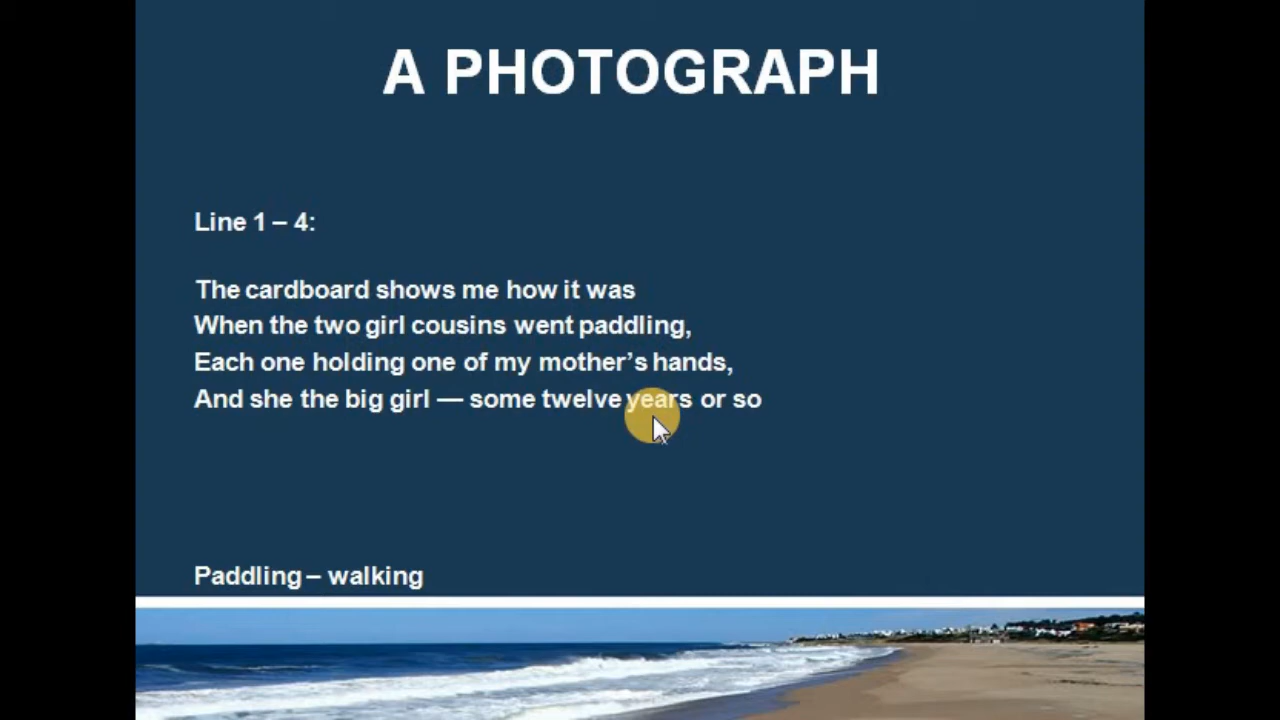 A PHOTOGRAPH
Line 1 – 4:
The cardboard shows me how it was
When the two girl cousins went paddling,
Each one holding one of my mother’s hands,
And she the big girl — some twelve years or so
Paddling – walking